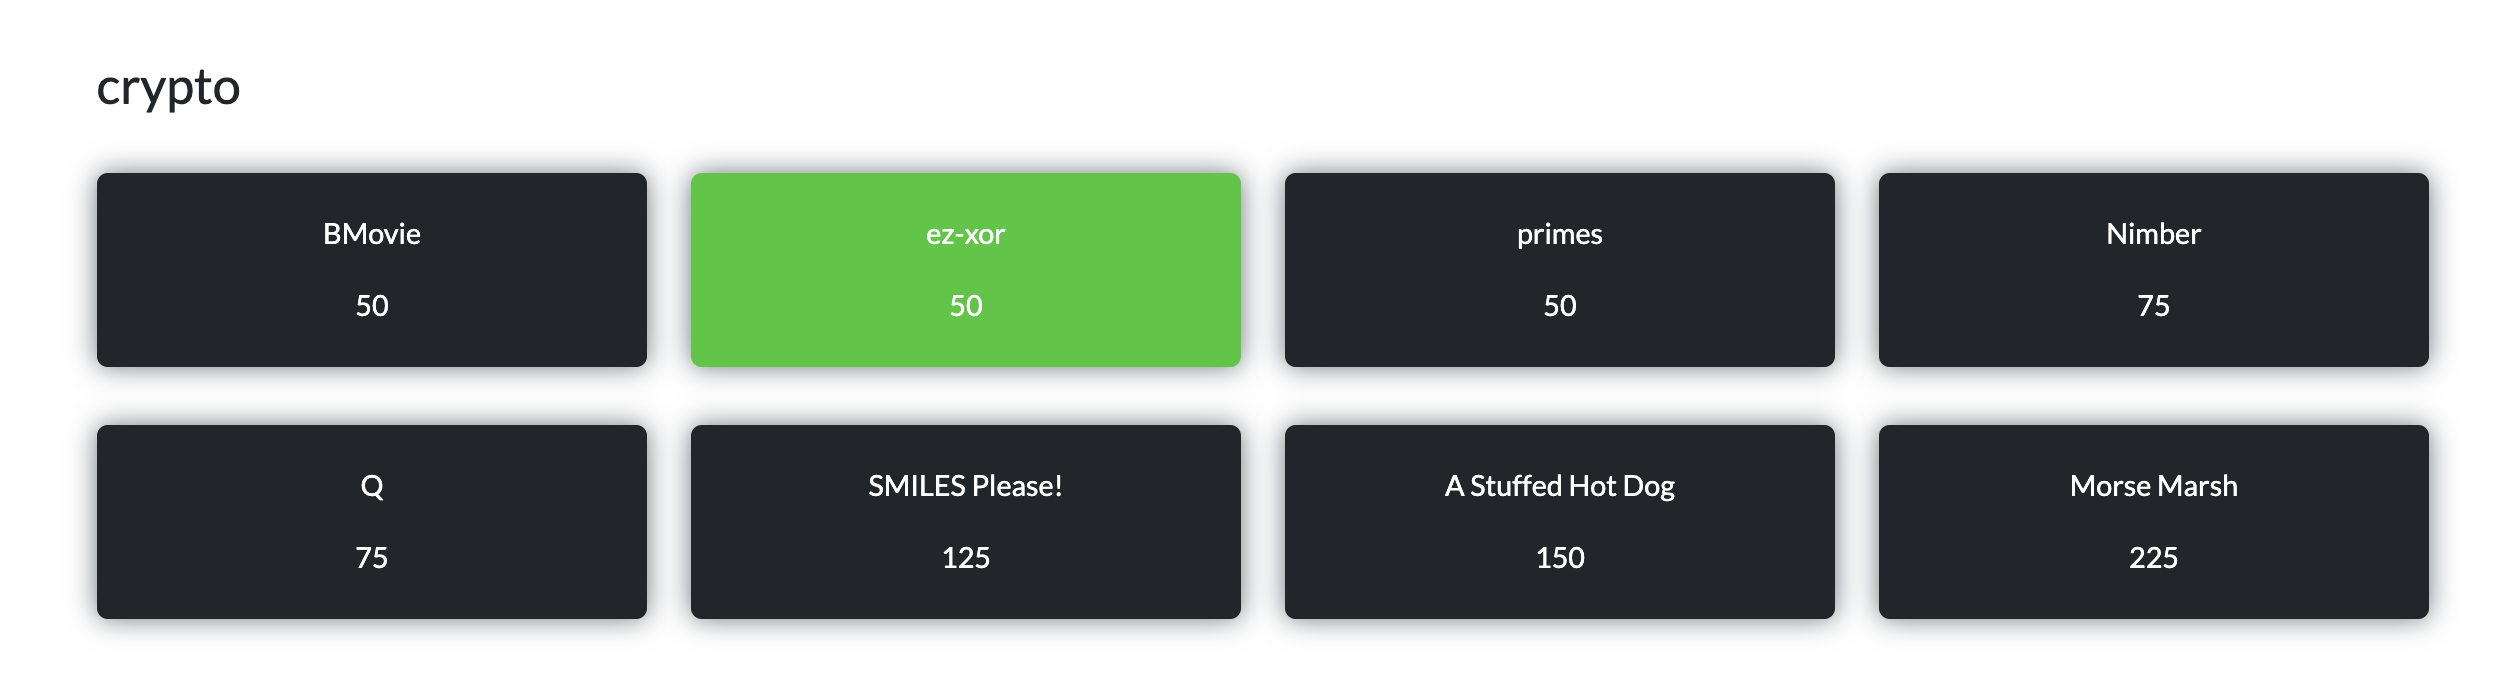 crypto
BMovie
50
ez-xor
50
primes
50
Nimber
75
Q
75
SMILES Please!
125
A Stuffed Hot Dog
150
Morse Marsh
225